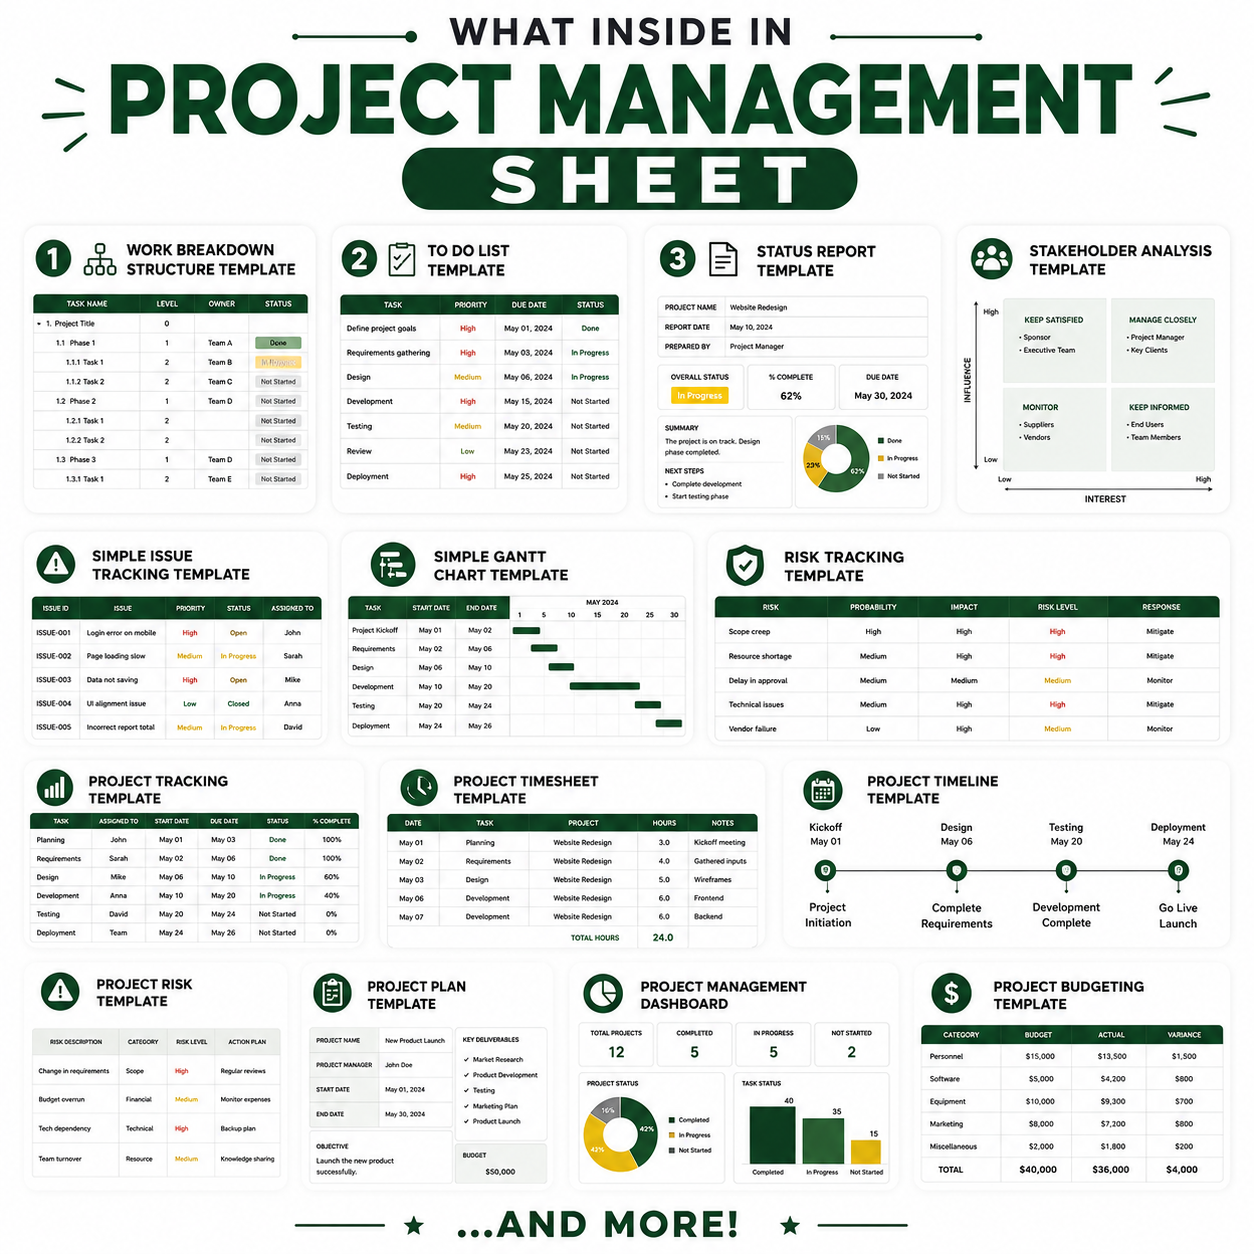 WHAT INSIDE IN
PROJECT MANAGEMENT
SHEET
1
WORK BREAKDOWN
STRUCTURE TEMPLATE
TASK NAME LEVEL OWNER STATUS
1. Project Title 0
1.1 Phase 1 1 Team A Done
1.1.1 Task 1 2 Team B
1.1.2 Task 2 2 Team C Not Started
1.2 Phase 2 1 Team D Not Started
1.2.1 Task 1 2 Not Started
1.2.2 Task 2 2 Not Started
1.3 Phase 3 1 Team D Not Started
1.3.1 Task 1 2 Team E Not Started
2
TO DO LIST
TEMPLATE
TASK PRIORITY DUE DATE STATUS
Define project goals High May 01, 2024 Done
Requirements gathering High May 03, 2024 In Progress
Design Medium May 06, 2024 In Progress
Development High May 15, 2024 Not Started
Testing Medium May 20, 2024 Not Started
Review Low May 23, 2024 Not Started
Deployment High May 25, 2024 Not Started
3
STATUS REPORT
TEMPLATE
PROJECT NAME Website Redesign
REPORT DATE May 10, 2024
PREPARED BY Project Manager
OVERALL STATUS % COMPLETE DUE DATE
In Progress 62% May 30, 2024
SUMMARY
The project is on track. Design
phase completed.
NEXT STEPS
• Complete development
• Start testing phase
15%
23%
62%
Done
In Progress
Not Started
STAKEHOLDER ANALYSIS
TEMPLATE
High
INFLUENCE
Low
KEEP SATISFIED
• Sponsor
• Executive Team
MANAGE CLOSELY
• Project Manager
• Key Clients
MONITOR
• Suppliers
• Vendors
KEEP INFORMED
• End Users
• Team Members
Low High
INTEREST
SIMPLE ISSUE
TRACKING TEMPLATE
ISSUE ID ISSUE PRIORITY STATUS ASSIGNED TO
ISSUE-001 Login error on mobile High Open John
ISSUE-002 Page loading slow Medium In Progress Sarah
ISSUE-003 Data not saving High Open Mike
ISSUE-004 UI alignment issue Low Closed Anna
ISSUE-005 Incorrect report total Medium In Progress David
SIMPLE GANTT
CHART TEMPLATE
TASK START DATE END DATE MAY 2024
1 5 10 15 20 25 30
Project Kickoff May 01 May 02
Requirements May 02 May 06
Design May 06 May 10
Development May 10 May 20
Testing May 20 May 24
Deployment May 24 May 26
RISK TRACKING
TEMPLATE
RISK PROBABILITY IMPACT RISK LEVEL RESPONSE
Scope creep High High High Mitigate
Resource shortage Medium High High Mitigate
Delay in approval Medium Medium Medium Monitor
Technical issues Medium High High Mitigate
Vendor failure Low High Medium Monitor
PROJECT TRACKING
TEMPLATE
TASK ASSIGNED TO START DATE DUE DATE STATUS % COMPLETE
Planning John May 01 May 03 Done 100%
Requirements Sarah May 02 May 06 Done 100%
Design Mike May 06 May 10 In Progress 60%
Development Anna May 10 May 20 In Progress 40%
Testing David May 20 May 24 Not Started 0%
Deployment Team May 24 May 26 Not Started 0%
PROJECT TIMESHEET
TEMPLATE
DATE TASK PROJECT HOURS NOTES
May 01 Planning Website Redesign 3.0 Kickoff meeting
May 02 Requirements Website Redesign 4.0 Gathered inputs
May 03 Design Website Redesign 5.0 Wireframes
May 06 Development Website Redesign 6.0 Frontend
May 07 Development Website Redesign 6.0 Backend
TOTAL HOURS 24.0
PROJECT TIMELINE
TEMPLATE
Kickoff Design Testing Deployment
May 01 May 06 May 20 May 24
Project Complete Development Go Live
Initiation Requirements Complete Launch
PROJECT RISK
TEMPLATE
RISK DESCRIPTION CATEGORY RISK LEVEL ACTION PLAN
Change in requirements Scope High Regular reviews
Budget overrun Financial Medium Monitor expenses
Tech dependency Technical High Backup plan
Team turnover Resource Medium Knowledge sharing
PROJECT PLAN
TEMPLATE
PROJECT NAME New Product Launch
PROJECT MANAGER John Doe
START DATE May 01, 2024
END DATE May 30, 2024
OBJECTIVE
Launch the new product
successfully.
KEY DELIVERABLES
✓ Market Research
✓ Product Development
✓ Testing
✓ Marketing Plan
✓ Product Launch
BUDGET
$50,000
PROJECT MANAGEMENT
DASHBOARD
TOTAL PROJECTS COMPLETED IN PROGRESS NOT STARTED
12 5 5 2
PROJECT STATUS
16%
42%
43%
Completed
In Progress
Not Started
TASK STATUS
40
35
15
Completed In Progress Not Started
$
PROJECT BUDGETING
TEMPLATE
CATEGORY BUDGET ACTUAL VARIANCE
Personnel $15,000 $13,500 $1,500
Software $5,000 $4,200 $800
Equipment $10,000 $9,300 $700
Marketing $8,000 $7,200 $800
Miscellaneous $2,000 $1,800 $200
TOTAL $40,000 $36,000 $4,000
...AND MORE!